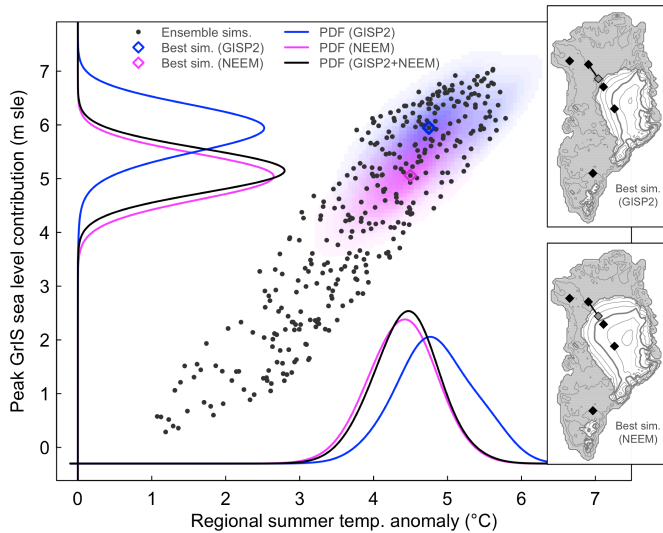 Ensemble sims.
Best sim. (GISP2)
Best sim. (NEEM)
PDF (GISP2)
PDF (NEEM)
PDF (GISP2+NEEM)
Peak GrIS sea level contribution (m sle)
7
6
5
4
3
2
1
0
0 1 2 3 4 5 6 7
Regional summer temp. anomaly (°C)
Best sim.
(GISP2)
Best sim.
(NEEM)